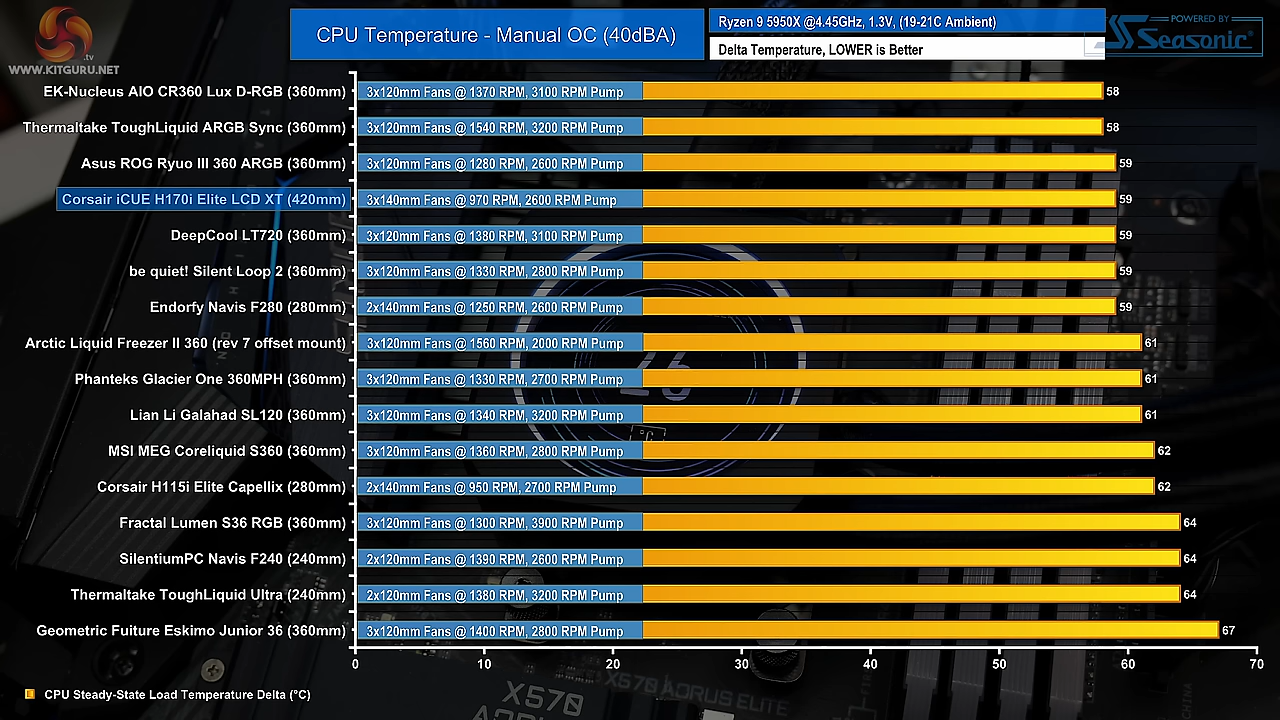 CPU Temperature - Manual OC (40dBA)
Ryzen 9 5950X @4.45GHz, 1.3V, (19-21C Ambient)
Delta Temperature, LOWER is Better
POWERED BY
Seasonic®
.tv
WWW.KITGURU.NET
EK-Nucleus AIO CR360 Lux D-RGB (360mm) 3x120mm Fans @ 1370 RPM, 3100 RPM Pump 58
Thermaltake ToughLiquid ARGB Sync (360mm) 3x120mm Fans @ 1540 RPM, 3200 RPM Pump 58
Asus ROG Ryuo III 360 ARGB (360mm) 3x120mm Fans @ 1280 RPM, 2600 RPM Pump 59
Corsair iCUE H170i Elite LCD XT (420mm) 3x140mm Fans @ 970 RPM, 2600 RPM Pump 59
DeepCool LT720 (360mm) 3x120mm Fans @ 1380 RPM, 3100 RPM Pump 59
be quiet! Silent Loop 2 (360mm) 3x120mm Fans @ 1330 RPM, 2800 RPM Pump 59
Endorfy Navis F280 (280mm) 2x140mm Fans @ 1250 RPM, 2600 RPM Pump 59
Arctic Liquid Freezer II 360 (rev 7 offset mount) 3x120mm Fans @ 1560 RPM, 2000 RPM Pump 61
Phanteks Glacier One 360MPH (360mm) 3x120mm Fans @ 1330 RPM, 2700 RPM Pump 61
Lian Li Galahad SL120 (360mm) 3x120mm Fans @ 1340 RPM, 3200 RPM Pump 61
MSI MEG Coreliquid S360 (360mm) 3x120mm Fans @ 1360 RPM, 2800 RPM Pump 62
Corsair H115i Elite Capellix (280mm) 2x140mm Fans @ 950 RPM, 2700 RPM Pump 62
Fractal Lumen S36 RGB (360mm) 3x120mm Fans @ 1300 RPM, 3900 RPM Pump 64
SilentiumPC Navis F240 (240mm) 2x120mm Fans @ 1390 RPM, 2600 RPM Pump 64
Thermaltake ToughLiquid Ultra (240mm) 2x120mm Fans @ 1380 RPM, 3200 RPM Pump 64
Geometric Fuiture Eskimo Junior 36 (360mm) 3x120mm Fans @ 1400 RPM, 2800 RPM Pump 67
0 10 20 30 40 50 60 70
CPU Steady-State Load Temperature Delta (°C)
X570
X570 AORUS ELITE